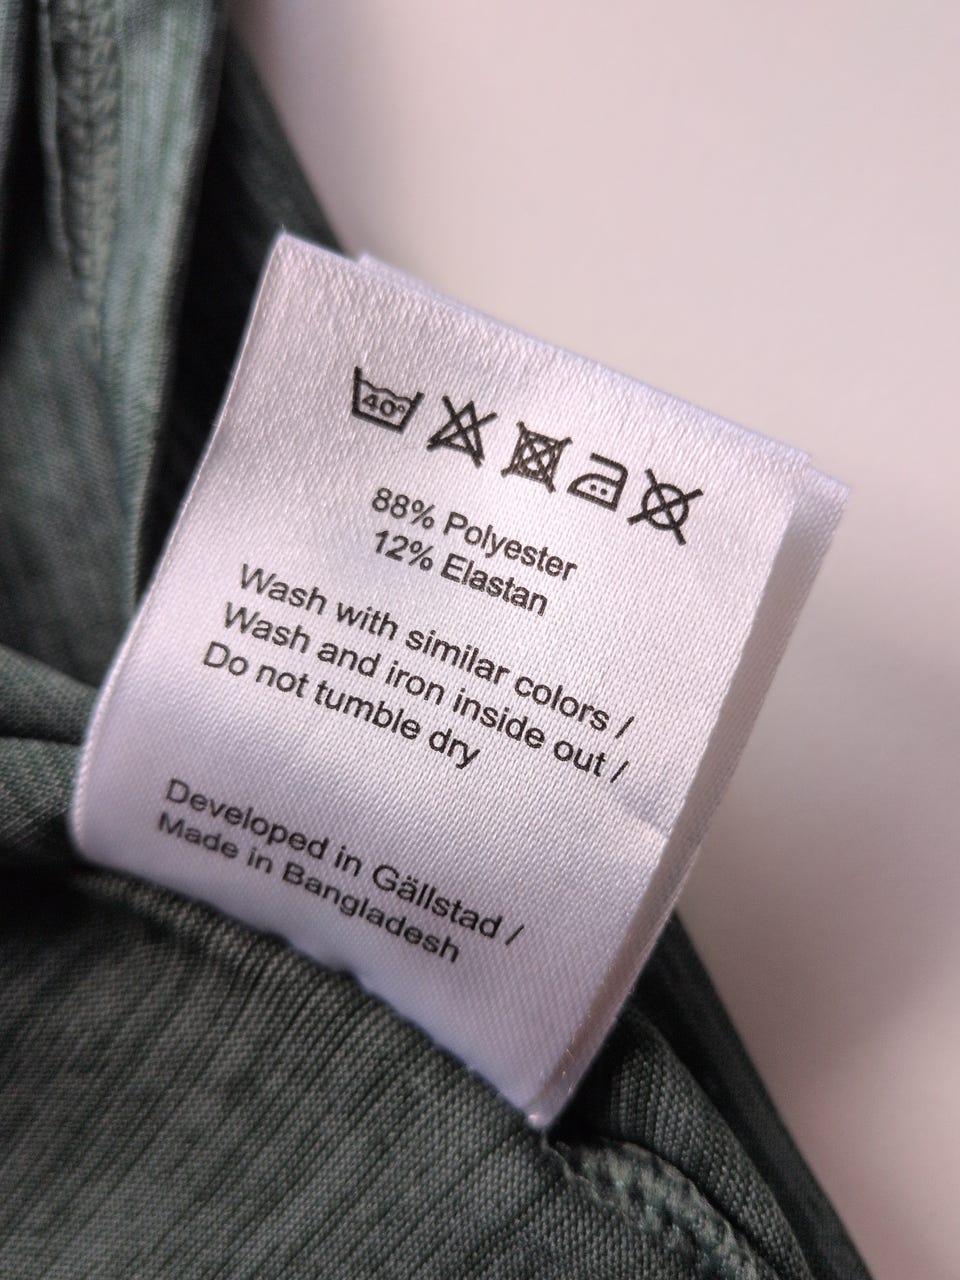 40°
88% Polyester
12% Elastan
Wash with similar colors /
Wash and iron inside out /
Do not tumble dry
Developed in Gällstad /
Made in Bangladesh